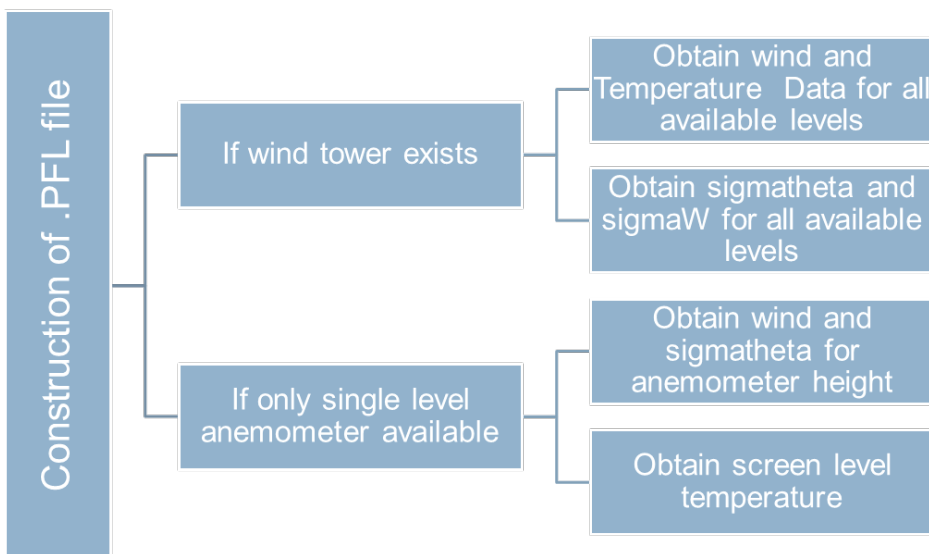 Construction of .PFL file
If wind tower exists
Obtain wind and
Temperature Data for all
available levels
Obtain sigmatheta and
sigmaW for all available
levels
If only single level
anemometer available
Obtain wind and
sigmatheta for
anemometer height
Obtain screen level
temperature